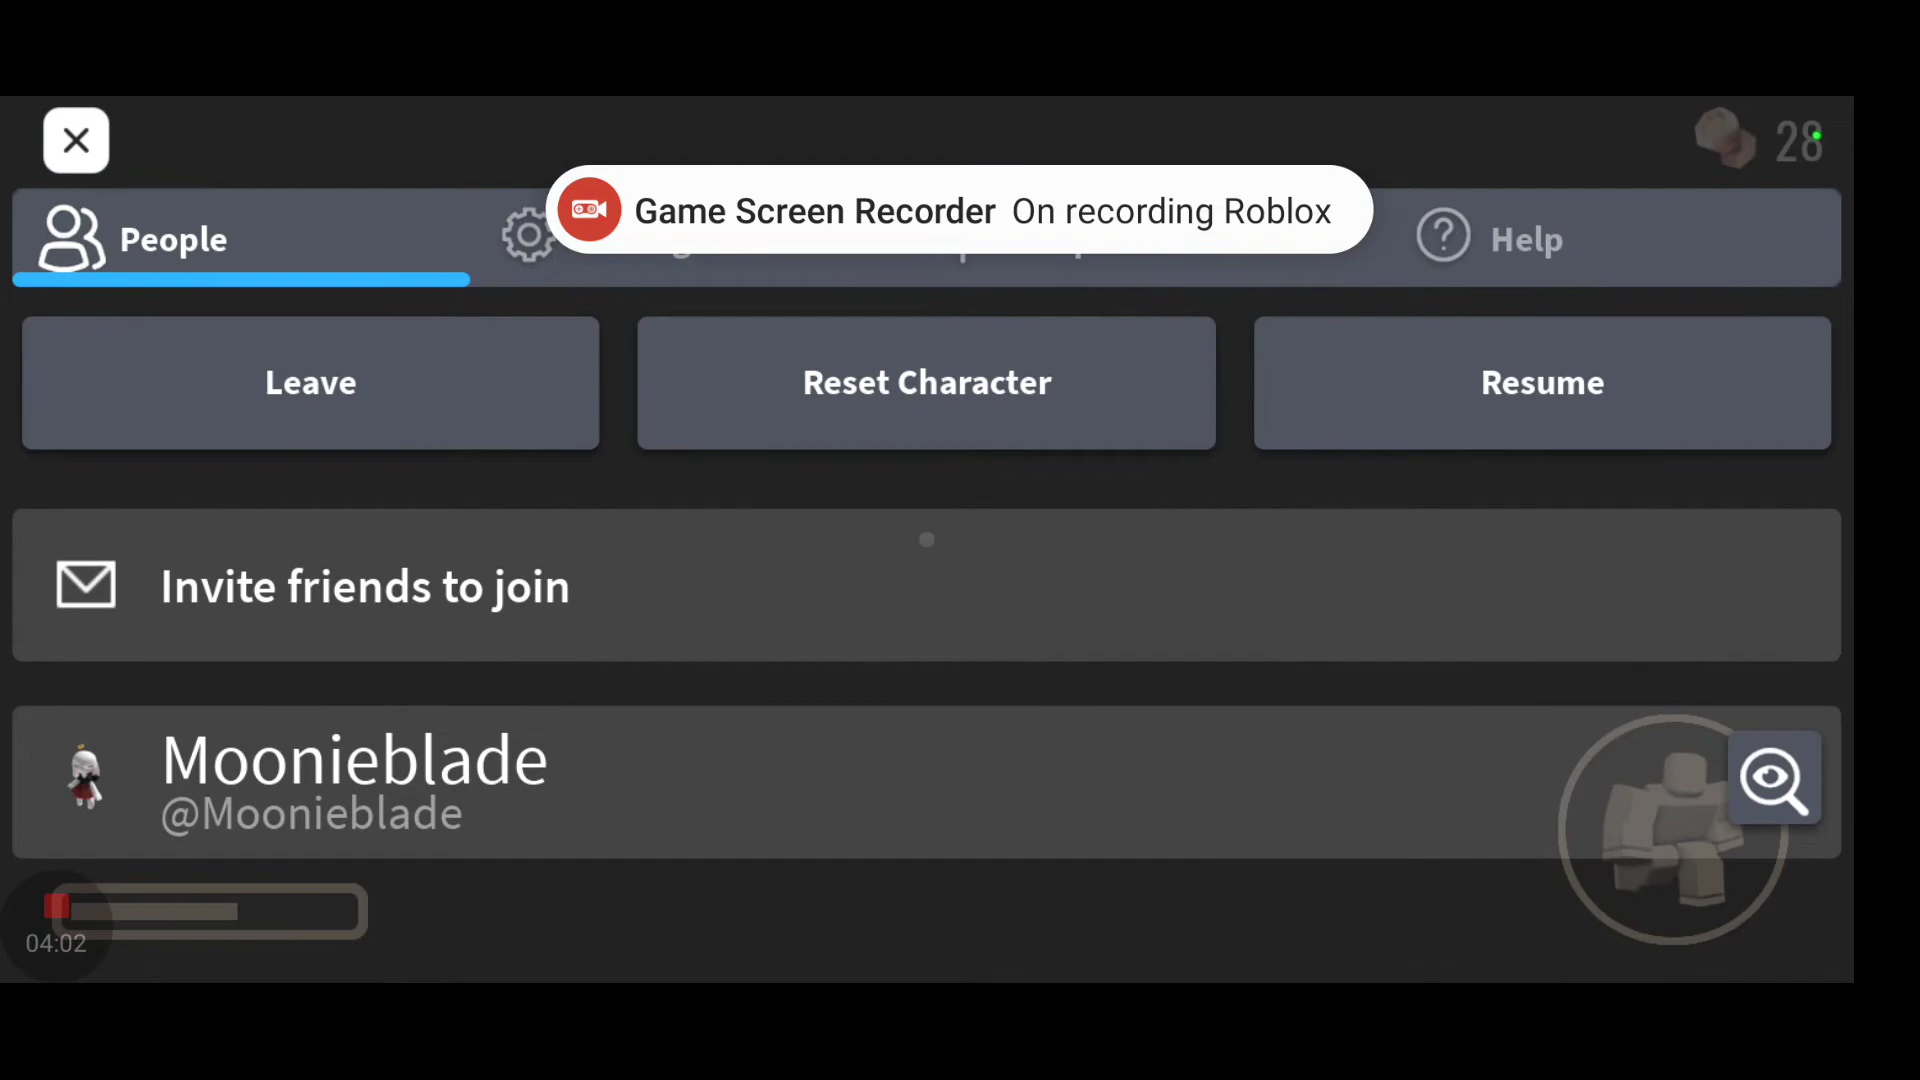 28
Game Screen Recorder On recording Roblox
People
Help
Leave
Reset Character
Resume
Invite friends to join
Moonieblade
@Moonieblade
04:02